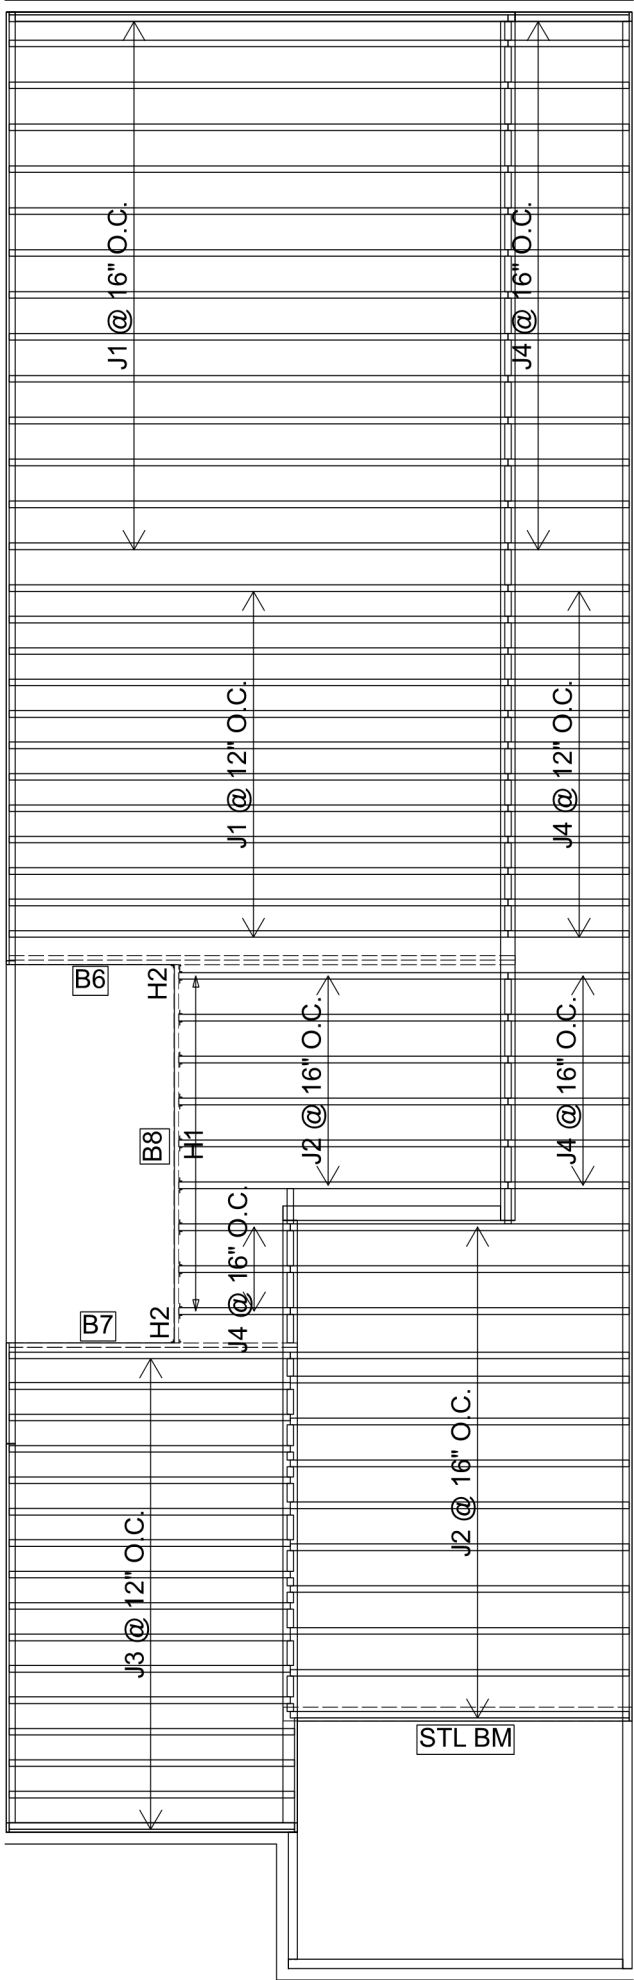 J1 @ 16" O.C.
J4 @ 16" O.C.
J1 @ 12" O.C.
J4 @ 12" O.C.
B6
H2
J2 @ 16" O.C.
J4 @ 16" O.C.
B8
H1
J4 @ 16" O.C.
B7
H2
J2 @ 16" O.C.
J3 @ 12" O.C.
STL BM